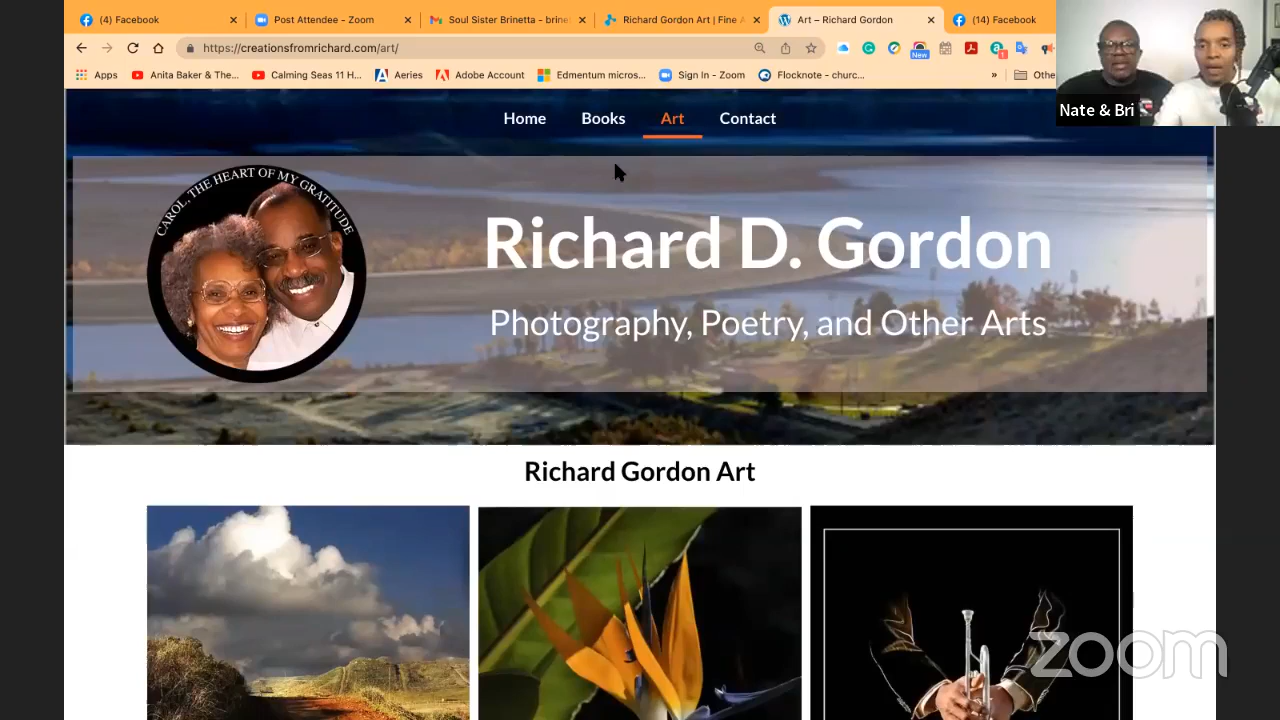 (4) Facebook
Post Attendee - Zoom
Soul Sister Brinetta - brine
Richard Gordon Art | Fine A
Art – Richard Gordon
(14) Facebook
https://creationsfromrichard.com/art/
New
Apps
Anita Baker & The...
Calming Seas 11 H...
Aeries
Adobe Account
Edmentum micros...
Sign In - Zoom
Flocknote - churc...
»
Othe
Nate & Bri
Home
Books
Art
Contact
CAROL, THE HEART OF MY GRATITUDE
Richard D. Gordon
Photography, Poetry, and Other Arts
Richard Gordon Art
zoom